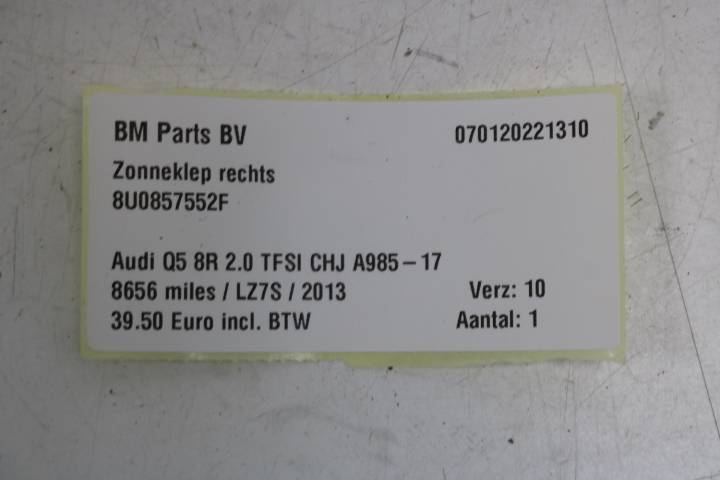 BM Parts BV 070120221310
Zonneklep rechts
8U0857552F
Audi Q5 8R 2.0 TFSI CHJ A985-17
8656 miles / LZ7S / 2013 Verz: 10
39.50 Euro incl. BTW Aantal: 1